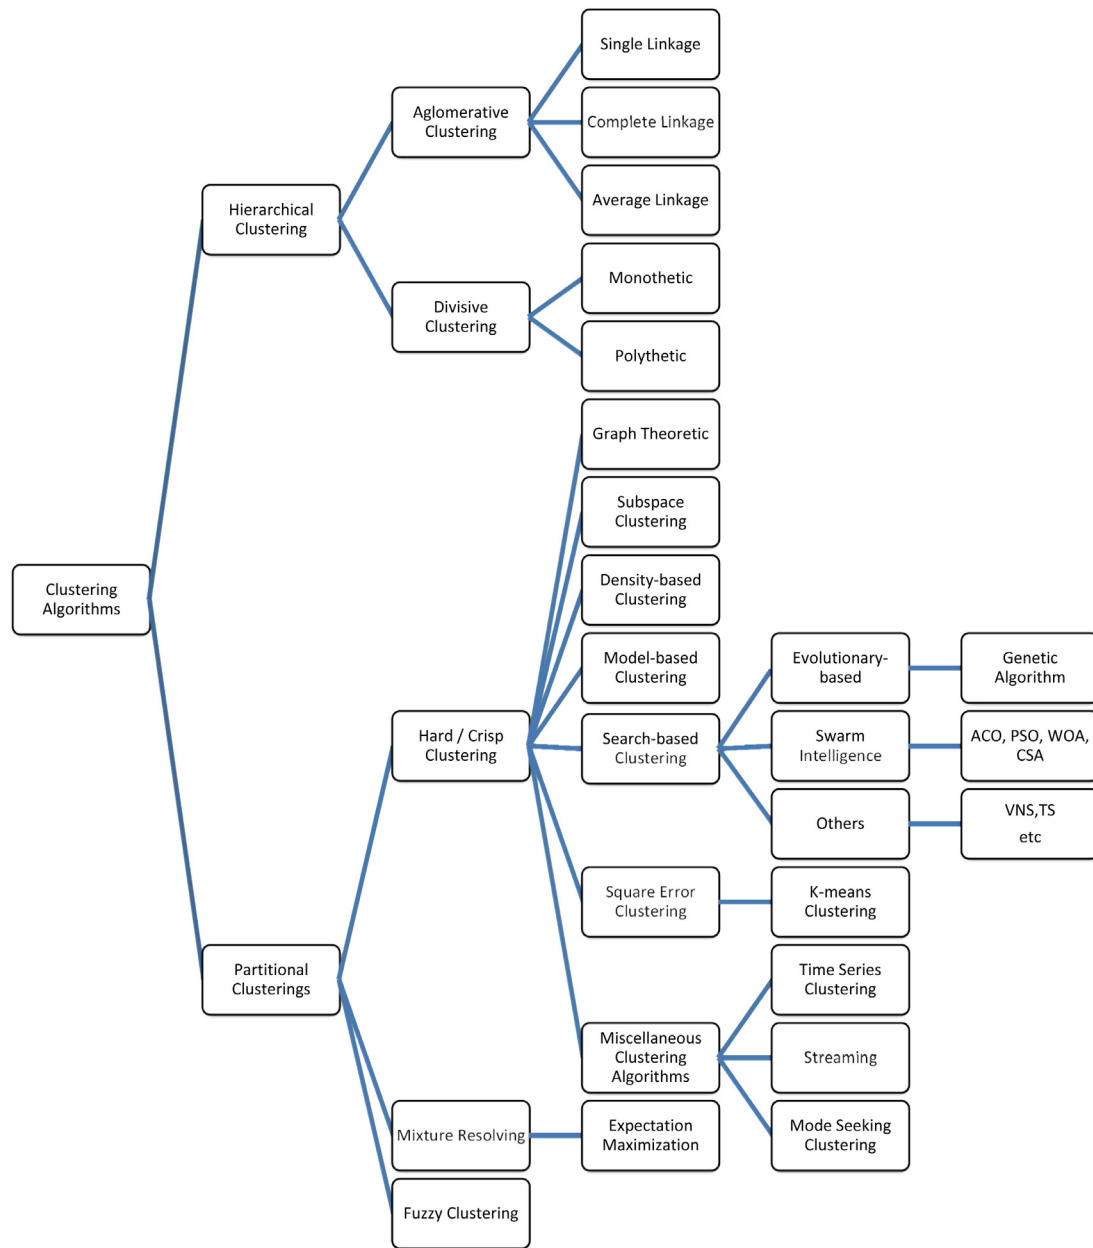 Single Linkage
Aglomerative
Clustering
Complete Linkage
Average Linkage
Hierarchical
Clustering
Monothetic
Divisive
Clustering
Polythetic
Graph Theoretic
Subspace
Clustering
Clustering
Algorithms
Density-based
Clustering
Model-based
Clustering
Evolutionary-
based
Genetic
Algorithm
Hard / Crisp
Clustering
Search-based
Clustering
Swarm
Intelligence
ACO, PSO, WOA,
CSA
Others
VNS,TS
etc
Square Error
Clustering
K-means
Clustering
Partitional
Clusterings
Time Series
Clustering
Miscellaneous
Clustering
Algorithms
Streaming
Mixture Resolving
Expectation
Maximization
Mode Seeking
Clustering
Fuzzy Clustering